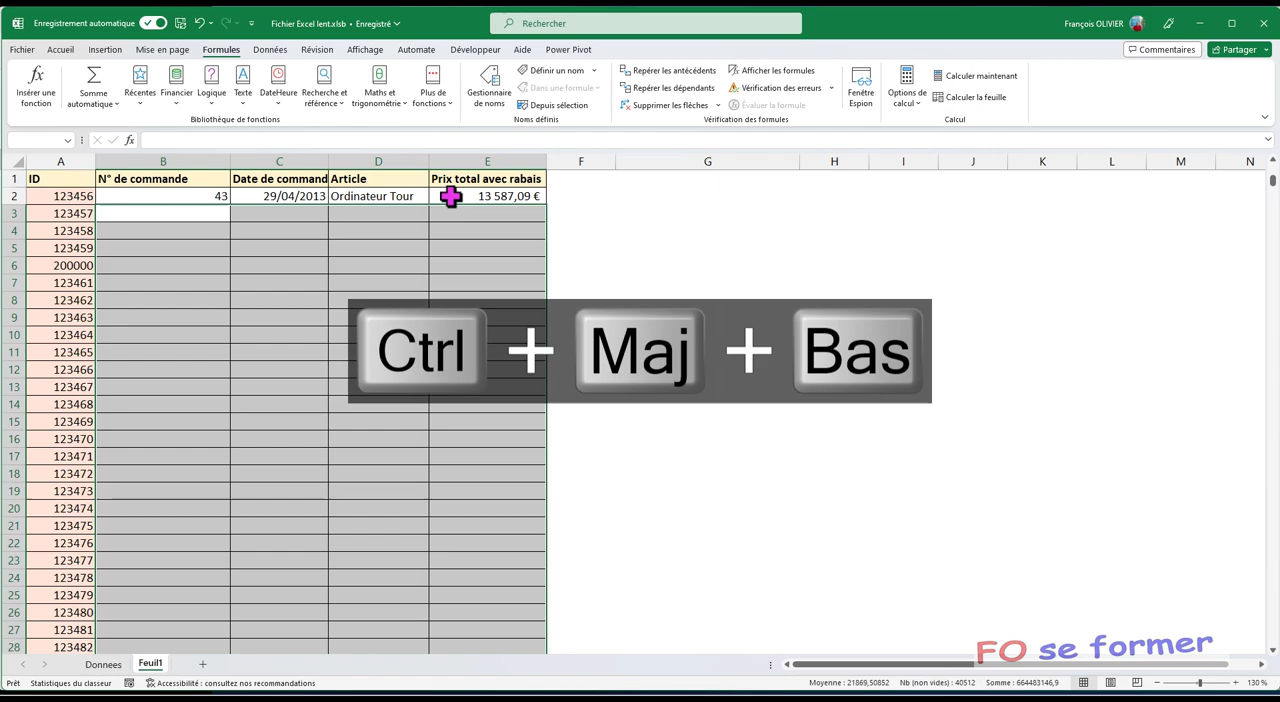 Enregistrement automatique
Fichier Excel lent.xlsb • Enregistré
Rechercher
François OLIVIER
Fichier Accueil Insertion Mise en page Formules Données Révision Affichage Automate Développeur Aide Power Pivot
Commentaires
Partager
Insérer une fonction
Somme automatique
Récentes
Financier
Logique
Texte
DateHeure
Recherche et référence
Maths et trigonométrie
Plus de fonctions
Bibliothèque de fonctions
Gestionnaire de noms
Définir un nom
Dans une formule
Depuis sélection
Noms définis
Repérer les antécédents
Repérer les dépendants
Supprimer les flèches
Afficher les formules
Vérification des erreurs
Évaluer la formule
Vérification des formules
Fenêtre Espion
Options de calcul
Calculer maintenant
Calculer la feuille
Calcul
fx
A B C D E F G H I J K L M N
1 ID N° de commande Date de command Article Prix total avec rabais
2 123456 43 29/04/2013 Ordinateur Tour 13 587,09 €
3 123457
4 123458
5 123459
6 200000
7 123461
8 123462
9 123463
10 123464
11 123465
12 123466
13 123467
14 123468
15 123469
16 123470
17 123471
18 123472
19 123473
20 123474
21 123475
22 123476
23 123477
24 123478
25 123479
26 123480
27 123481
28 123482
Ctrl + Maj + Bas
FO se former
Donnees Feuil1
Prêt Statistiques du classeur Accessibilité : consultez nos recommandations Moyenne : 21869,50852 Nb (non vides) : 40512 Somme : 664483146,9 130 %